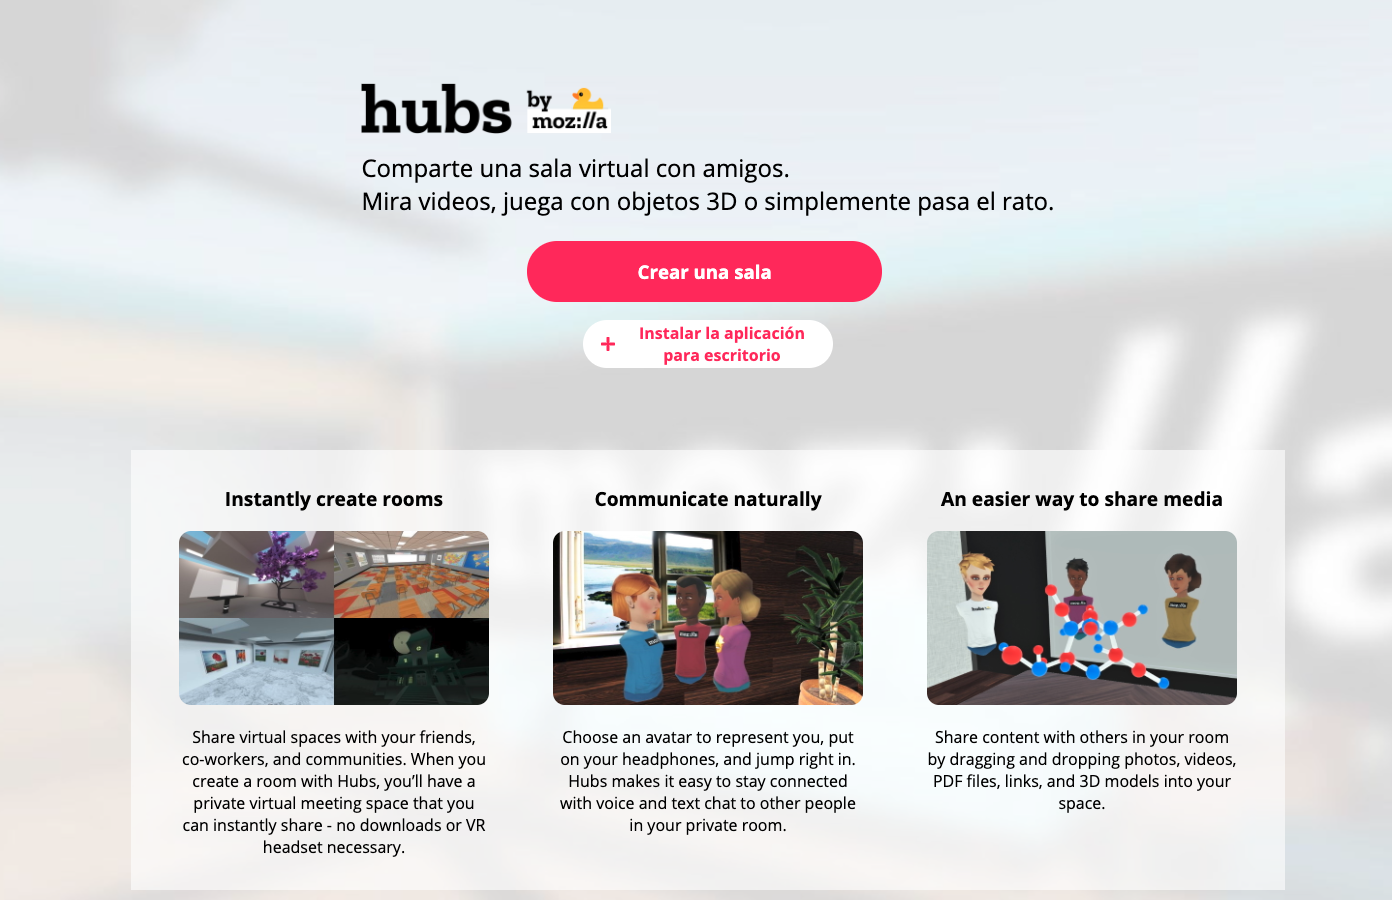 hubs by
moz://a
Comparte una sala virtual con amigos.
Mira videos, juega con objetos 3D o simplemente pasa el rato.
Crear una sala
+ Instalar la aplicación
para escritorio
moz://a
Instantly create rooms
Share virtual spaces with your friends,
co-workers, and communities. When you
create a room with Hubs, you’ll have a
private virtual meeting space that you
can instantly share - no downloads or VR
headset necessary.
Communicate naturally
moz://a
Choose an avatar to represent you, put
on your headphones, and jump right in.
Hubs makes it easy to stay connected
with voice and text chat to other people
in your private room.
An easier way to share media
moz://a
Share content with others in your room
by dragging and dropping photos, videos,
PDF files, links, and 3D models into your
space.